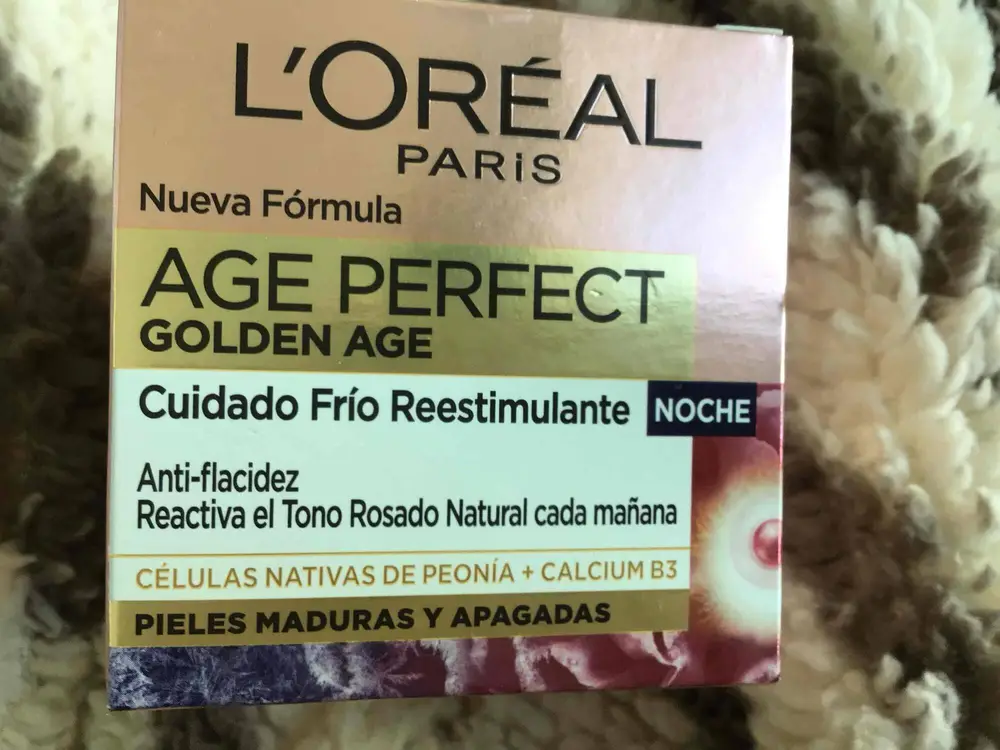 L'ORÉAL
PARiS
Nueva Fórmula
AGE PERFECT
GOLDEN AGE
Cuidado Frío Reestimulante NOCHE
Anti-flacidez
Reactiva el Tono Rosado Natural cada mañana
CÉLULAS NATIVAS DE PEONÍA + CALCIUM B3
PIELES MADURAS Y APAGADAS